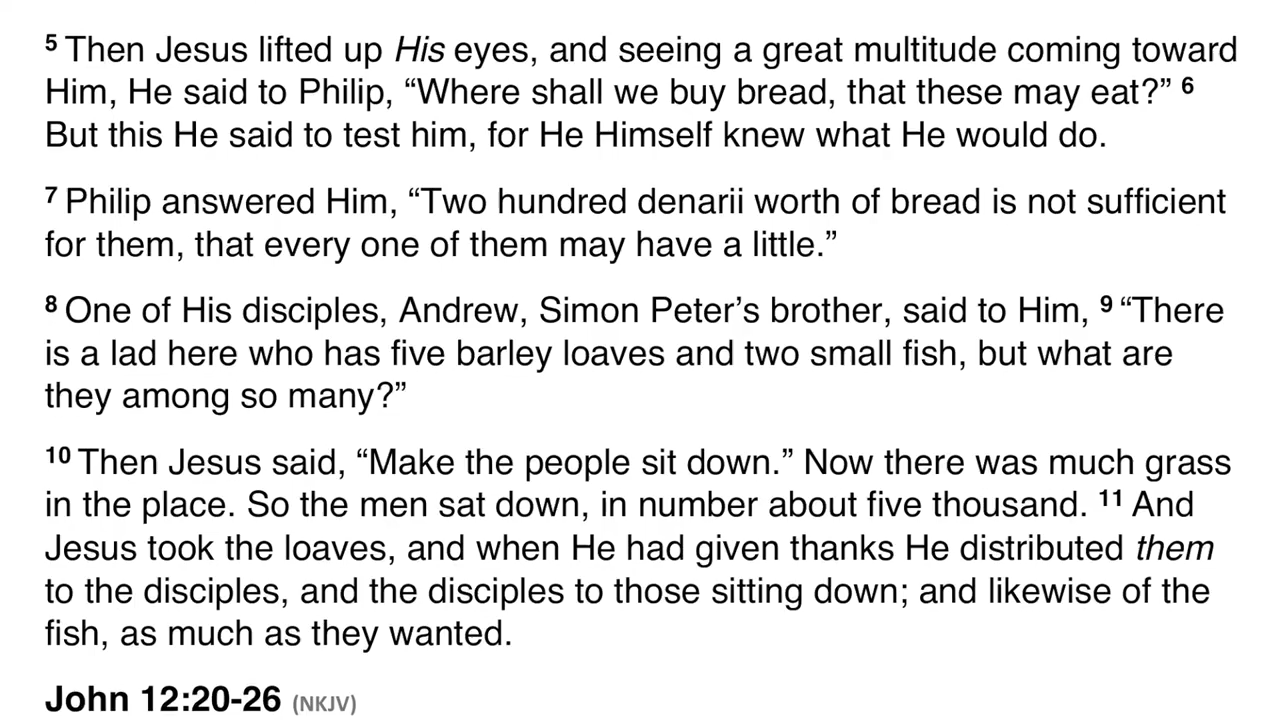 5 Then Jesus lifted up His eyes, and seeing a great multitude coming toward
Him, He said to Philip, “Where shall we buy bread, that these may eat?” 6
But this He said to test him, for He Himself knew what He would do.
7 Philip answered Him, “Two hundred denarii worth of bread is not sufficient
for them, that every one of them may have a little.”
8 One of His disciples, Andrew, Simon Peter’s brother, said to Him, 9 “There
is a lad here who has five barley loaves and two small fish, but what are
they among so many?”
10 Then Jesus said, “Make the people sit down.” Now there was much grass
in the place. So the men sat down, in number about five thousand. 11 And
Jesus took the loaves, and when He had given thanks He distributed them
to the disciples, and the disciples to those sitting down; and likewise of the
fish, as much as they wanted.
John 12:20-26 (NKJV)